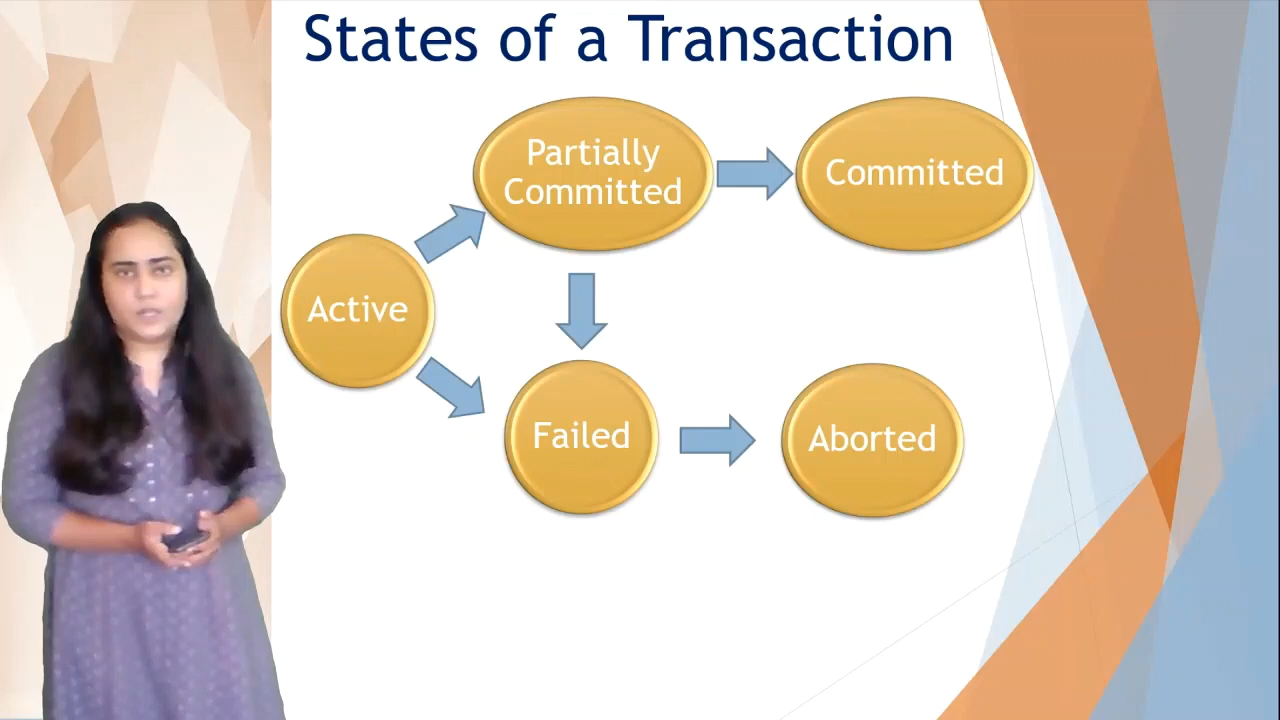 States of a Transaction
Partially
Committed
Committed
Active
Failed
Aborted